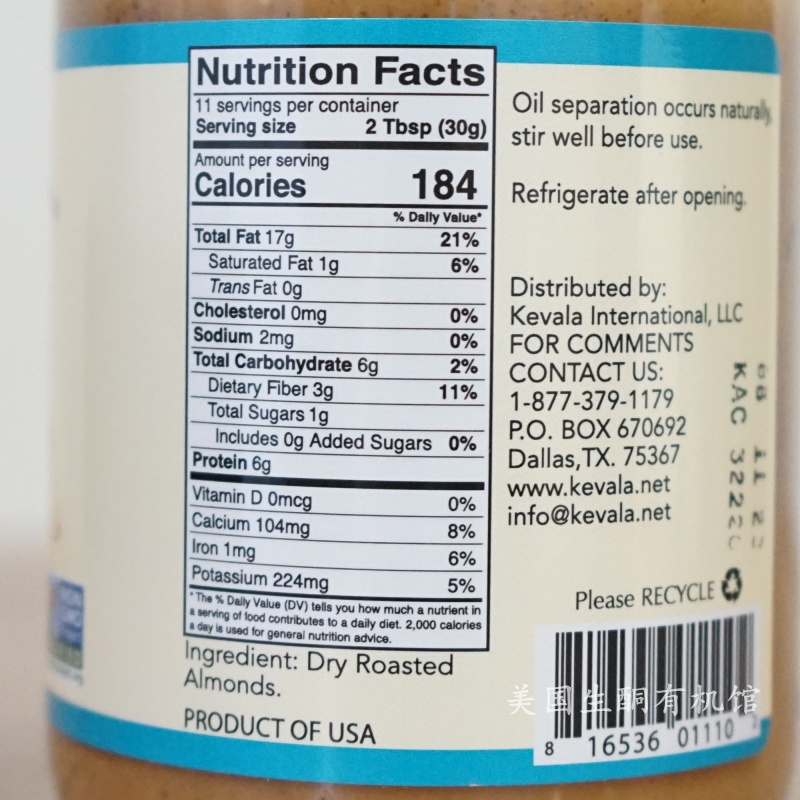 Nutrition Facts
11 servings per container
Serving size 2 Tbsp (30g)
Amount per serving
Calories 184
% Daily Value*
Total Fat 17g 21%
Saturated Fat 1g 6%
Trans Fat 0g
Cholesterol 0mg 0%
Sodium 2mg 0%
Total Carbohydrate 6g 2%
Dietary Fiber 3g 11%
Total Sugars 1g
Includes 0g Added Sugars 0%
Protein 6g
Vitamin D 0mcg 0%
Calcium 104mg 8%
Iron 1mg 6%
Potassium 224mg 5%
* The % Daily Value (DV) tells you how much a nutrient in
a serving of food contributes to a daily diet. 2,000 calories
a day is used for general nutrition advice.
Ingredient: Dry Roasted
Almonds.
PRODUCT OF USA
Oil separation occurs naturally,
stir well before use.
Refrigerate after opening.
Distributed by:
Kevala International, LLC
FOR COMMENTS
CONTACT US:
1-877-379-1179
P.O. BOX 670692
Dallas,TX. 75367
www.kevala.net
info@kevala.net
KAC
Please RECYCLE
美国生酮有机馆
8 16536 01110 2